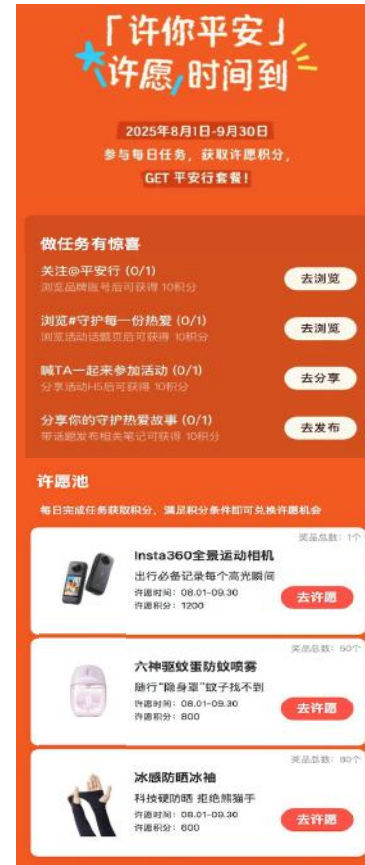 「许你平安」
许愿,时间到
2025年8月1日-9月30日
参与每日任务，获取许愿积分，
GET 平安行套餐！
做任务有惊喜
关注@平安行 (0/1)
浏览品牌账号后可获得 10积分
去浏览
浏览#守护每一份热爱 (0/1)
浏览活动话题页后可获得 10积分
去浏览
喊TA一起来参加活动 (0/1)
分享活动H5后可获得 10积分
去分享
分享你的守护热爱故事 (0/1)
带话题发布相关笔记可获得 10积分
去发布
许愿池
每日完成任务获取积分，满足积分条件即可兑换许愿机会
奖品总数：1个
Insta360全景运动相机
出行必备记录每个高光瞬间
许愿时间：08.01-09.30
许愿积分：1200
去许愿
奖品总数：50个
六神驱蚊蛋防蚊喷雾
随行“隐身罩”蚊子找不到
许愿时间：08.01-09.30
许愿积分：800
去许愿
奖品总数：80个
冰感防晒冰袖
科技硬防晒 拒绝熊猫手
许愿时间：08.01-09.30
许愿积分：600
去许愿